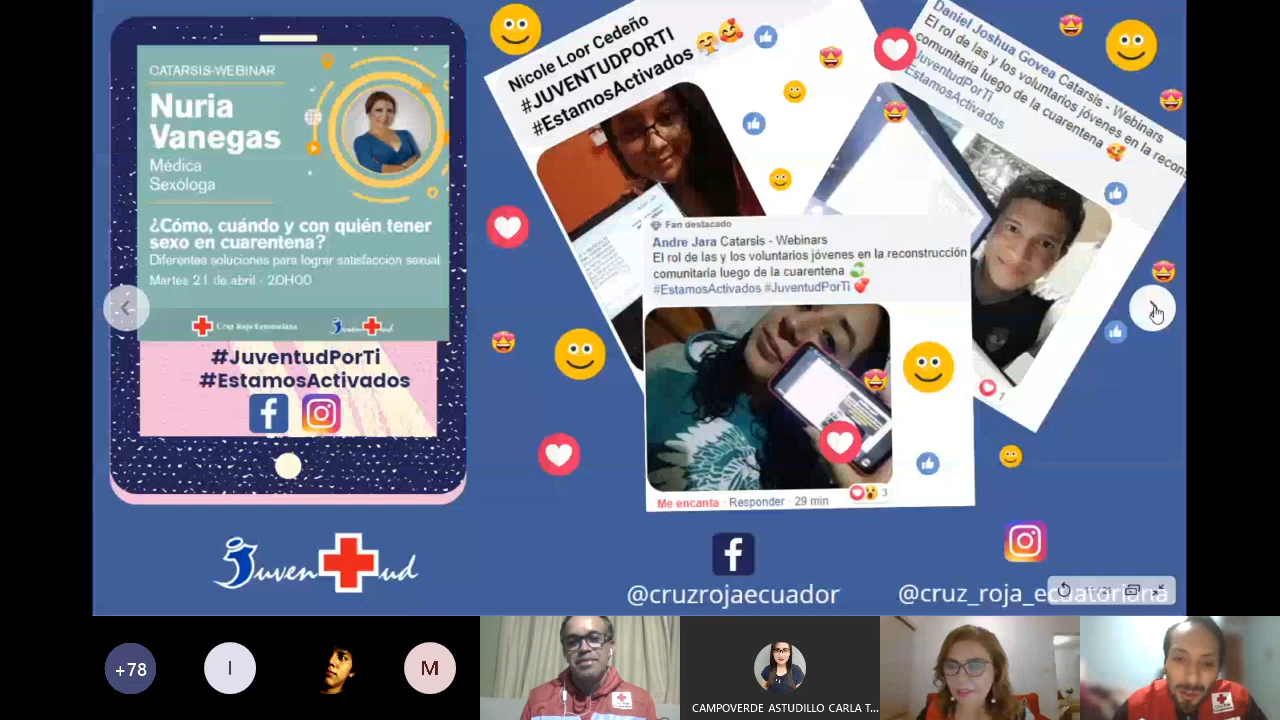 CATARSIS-WEBINAR
Nuria
Vanegas
Médica
Sexóloga
¿Cómo, cuándo y con quién tener
sexo en cuarentena?
Diferentes soluciones para lograr satisfacción sexual
Martes 21 de abril - 20H00
Cruz Roja Ecuatoriana
Juventud
#JuventudPorTi
#EstamosActivados
Juventud
Nicole Loor Cedeño
#JUVENTUDPORTI
#EstamosActivados
Daniel Joshua Govea Catarsis - Webinars
El rol de las y los voluntarios jóvenes en la recons
comunitaria luego de la cuarentena
#JuventudPorTi
#EstamosActivados
1
Fan destacado
Andre Jara Catarsis - Webinars
El rol de las y los voluntarios jóvenes en la reconstrucción
comunitaria luego de la cuarentena
#EstamosActivados #JuventudPorTi
Me encanta · Responder · 29 min
3
@cruzrojaecuador
@cruz_roja_ecuatoriana
+78
I
M
CAMPOVERDE ASTUDILLO CARLA T...